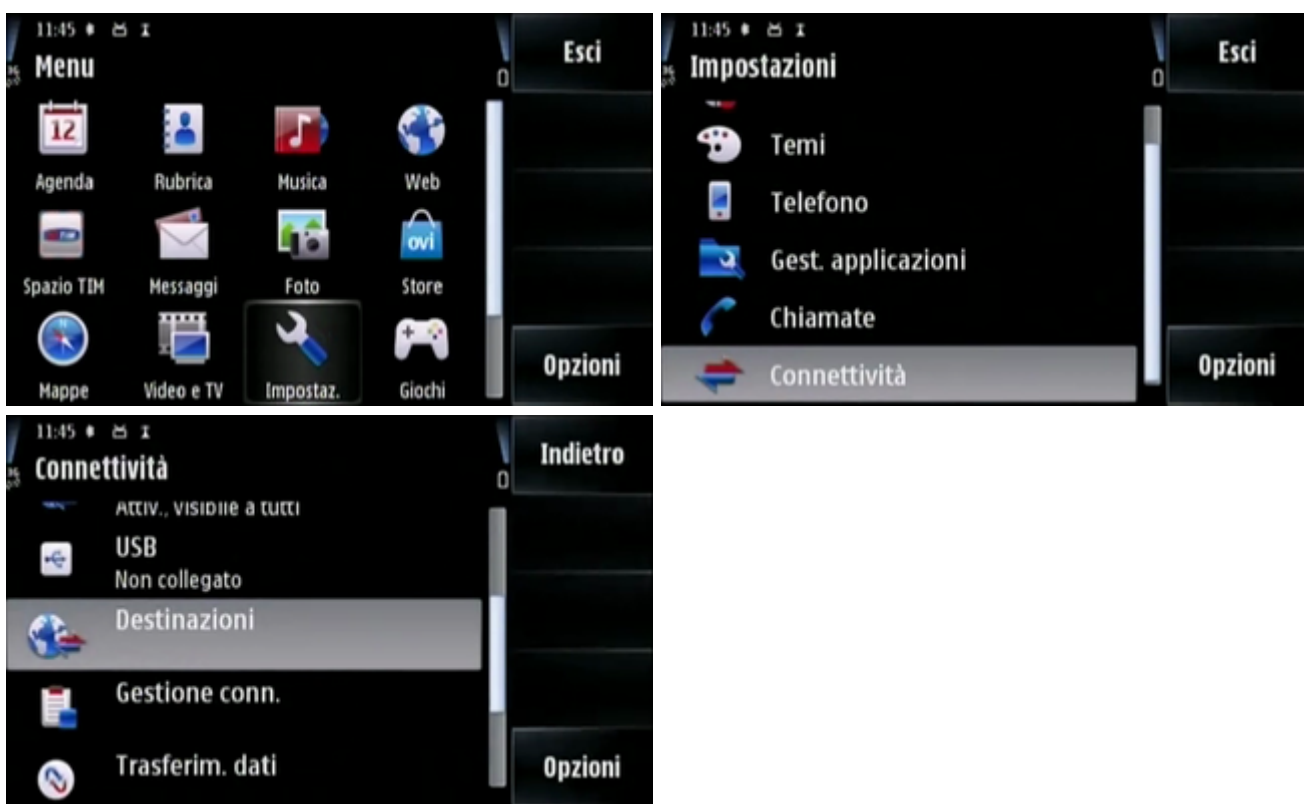 11:45
Menu
Esci
12
Agenda
Rubrica
Musica
Web
TIM
ovi
Spazio TIM
Messaggi
Foto
Store
Mappe
Video e TV
Impostaz.
Giochi
Opzioni
11:45
Impostazioni
Esci
Temi
Telefono
Gest. applicazioni
Chiamate
Connettività
Opzioni
11:45
Connettività
Indietro
Attiv., visibile a tutti
USB
Non collegato
Destinazioni
Gestione conn.
Trasferim. dati
Opzioni